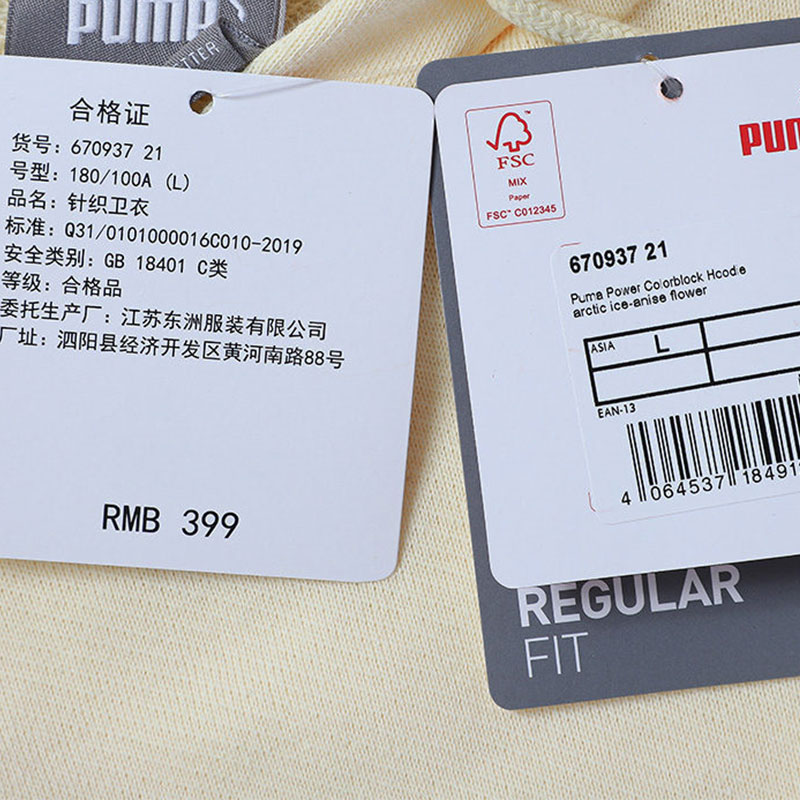 PUMA
合格证
货号：670937 21
号型：180/100A (L)
品名：针织卫衣
标准：Q31/0101000016C010-2019
安全类别：GB 18401 C类
等级：合格品
委托生产厂：江苏东洲服装有限公司
厂址：泗阳县经济开发区黄河南路88号
RMB 399
FSC
MIX
Paper
FSC™ C012345
PUM
670937 21
Puma Power Colorblock Hoodie
arctic ice-anise flower
ASIA L
EAN-13
4 064537 18491
REGULAR
FIT